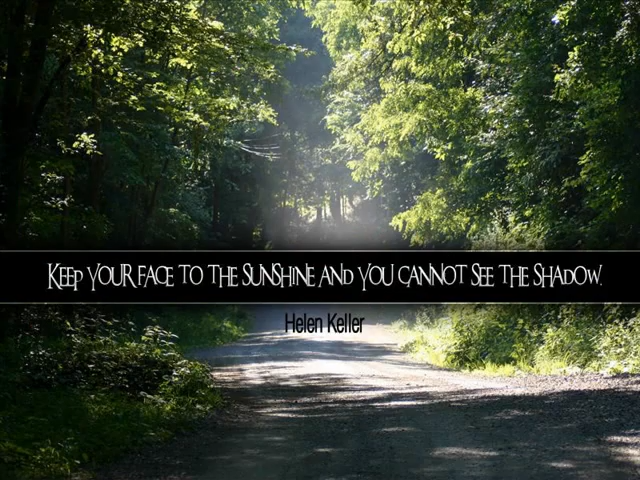 Keep your face to the sunshine and you cannot see the shadow.
Helen Keller